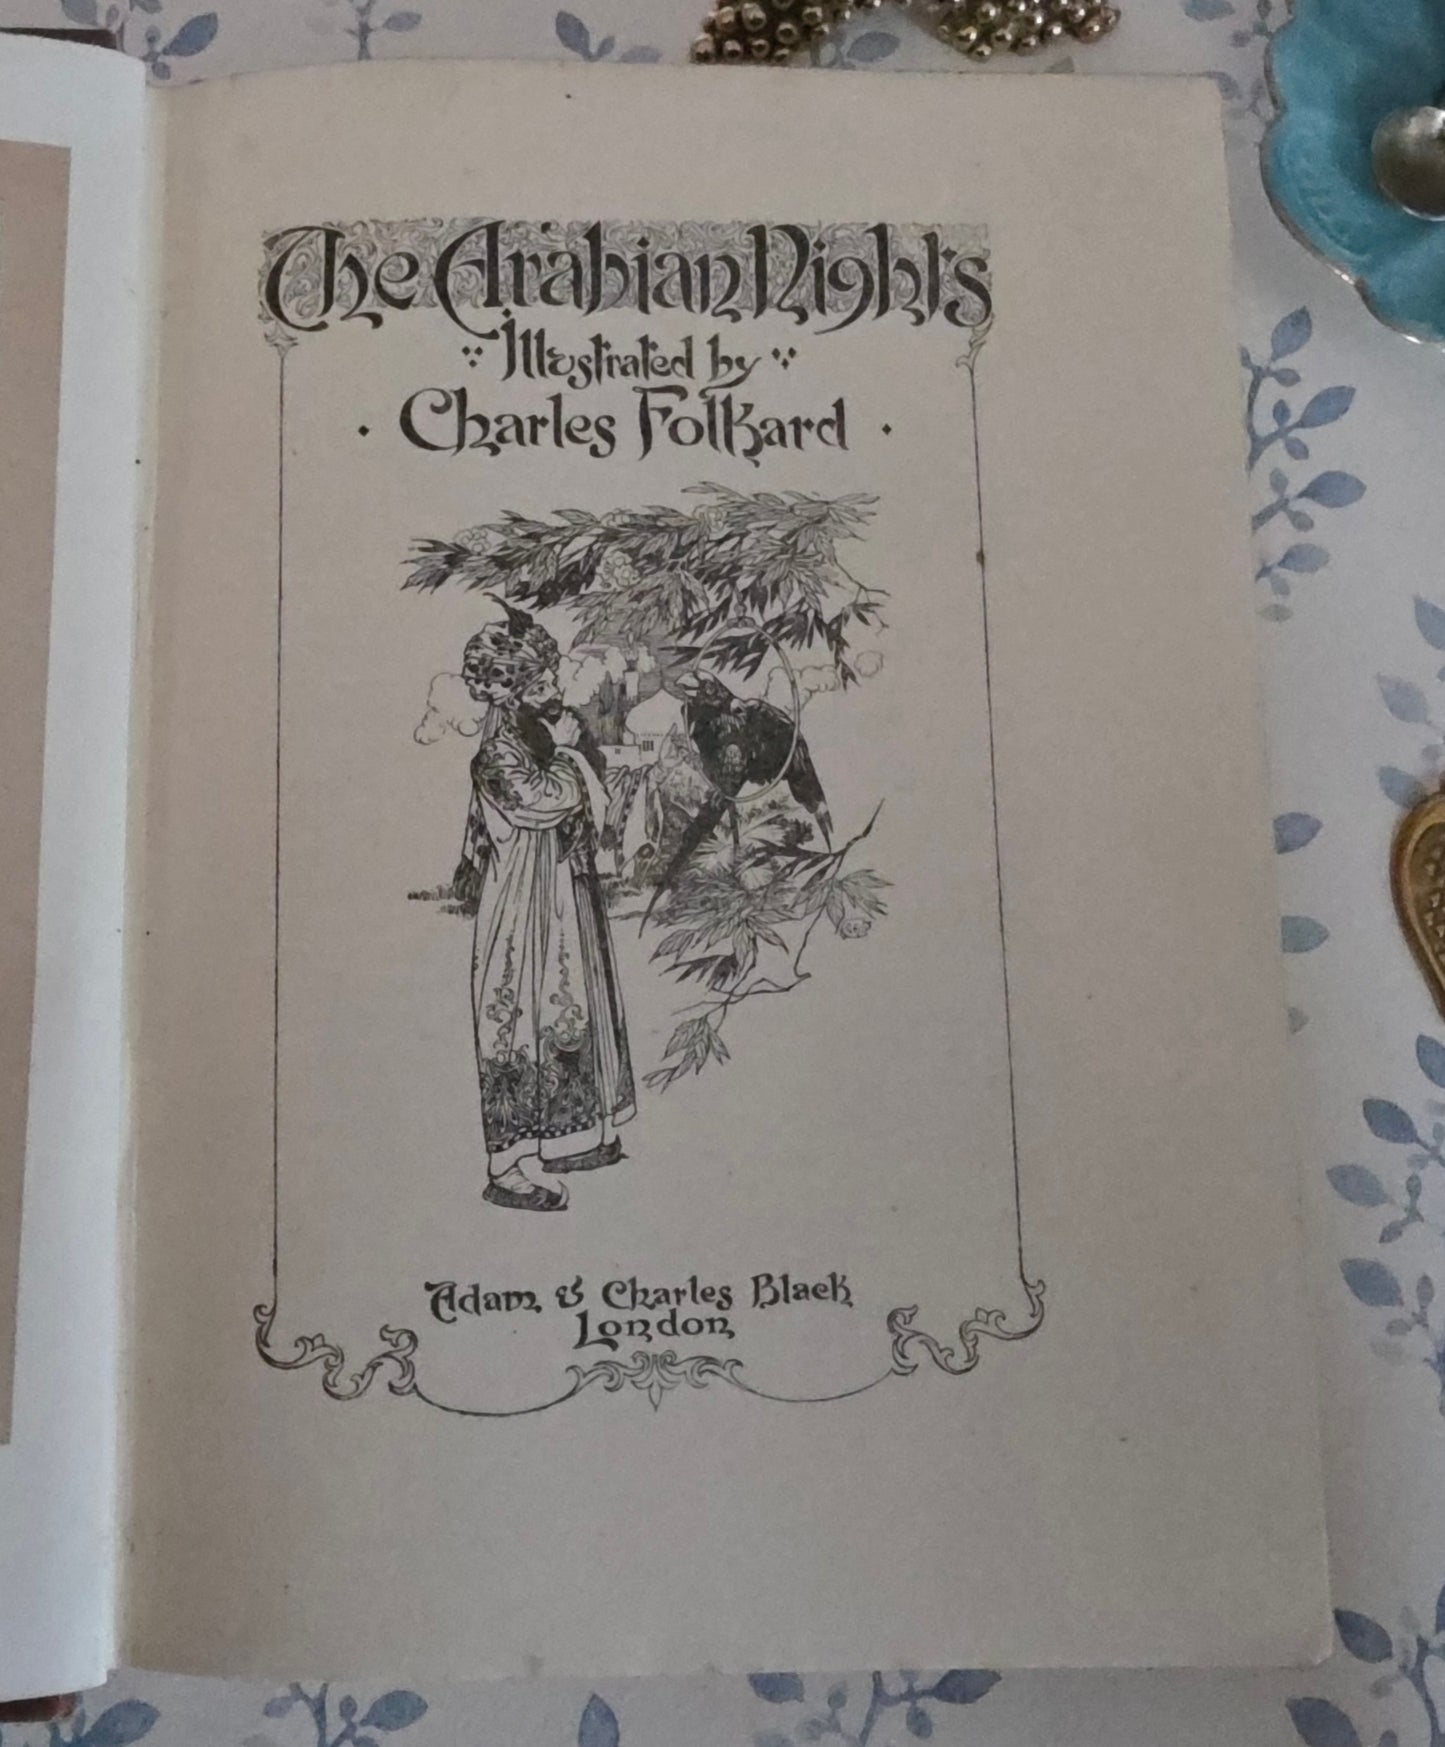 The Arabian Nights
Illustrated by
Charles Folkard
Adam & Charles Black
London